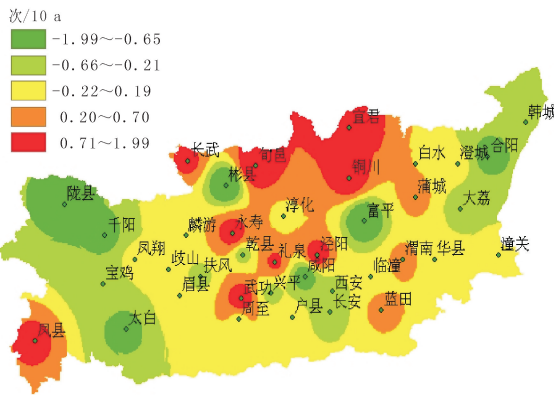 次/10 a
-1.99~-0.65
-0.66~-0.21
-0.22~0.19
0.20~0.70
0.71~1.99
韩城
宜君
长武
旬邑
白水
澄城
合阳
彬县
铜川
陇县
蒲城
大荔
千阳
麟游
永寿
淳化
富平
凤翔
乾县
礼泉
泾阳
渭南
华县
潼关
宝鸡
岐山
扶风
咸阳
临潼
眉县
武功
兴平
西安
周至
户县
长安
蓝田
凤县
太白